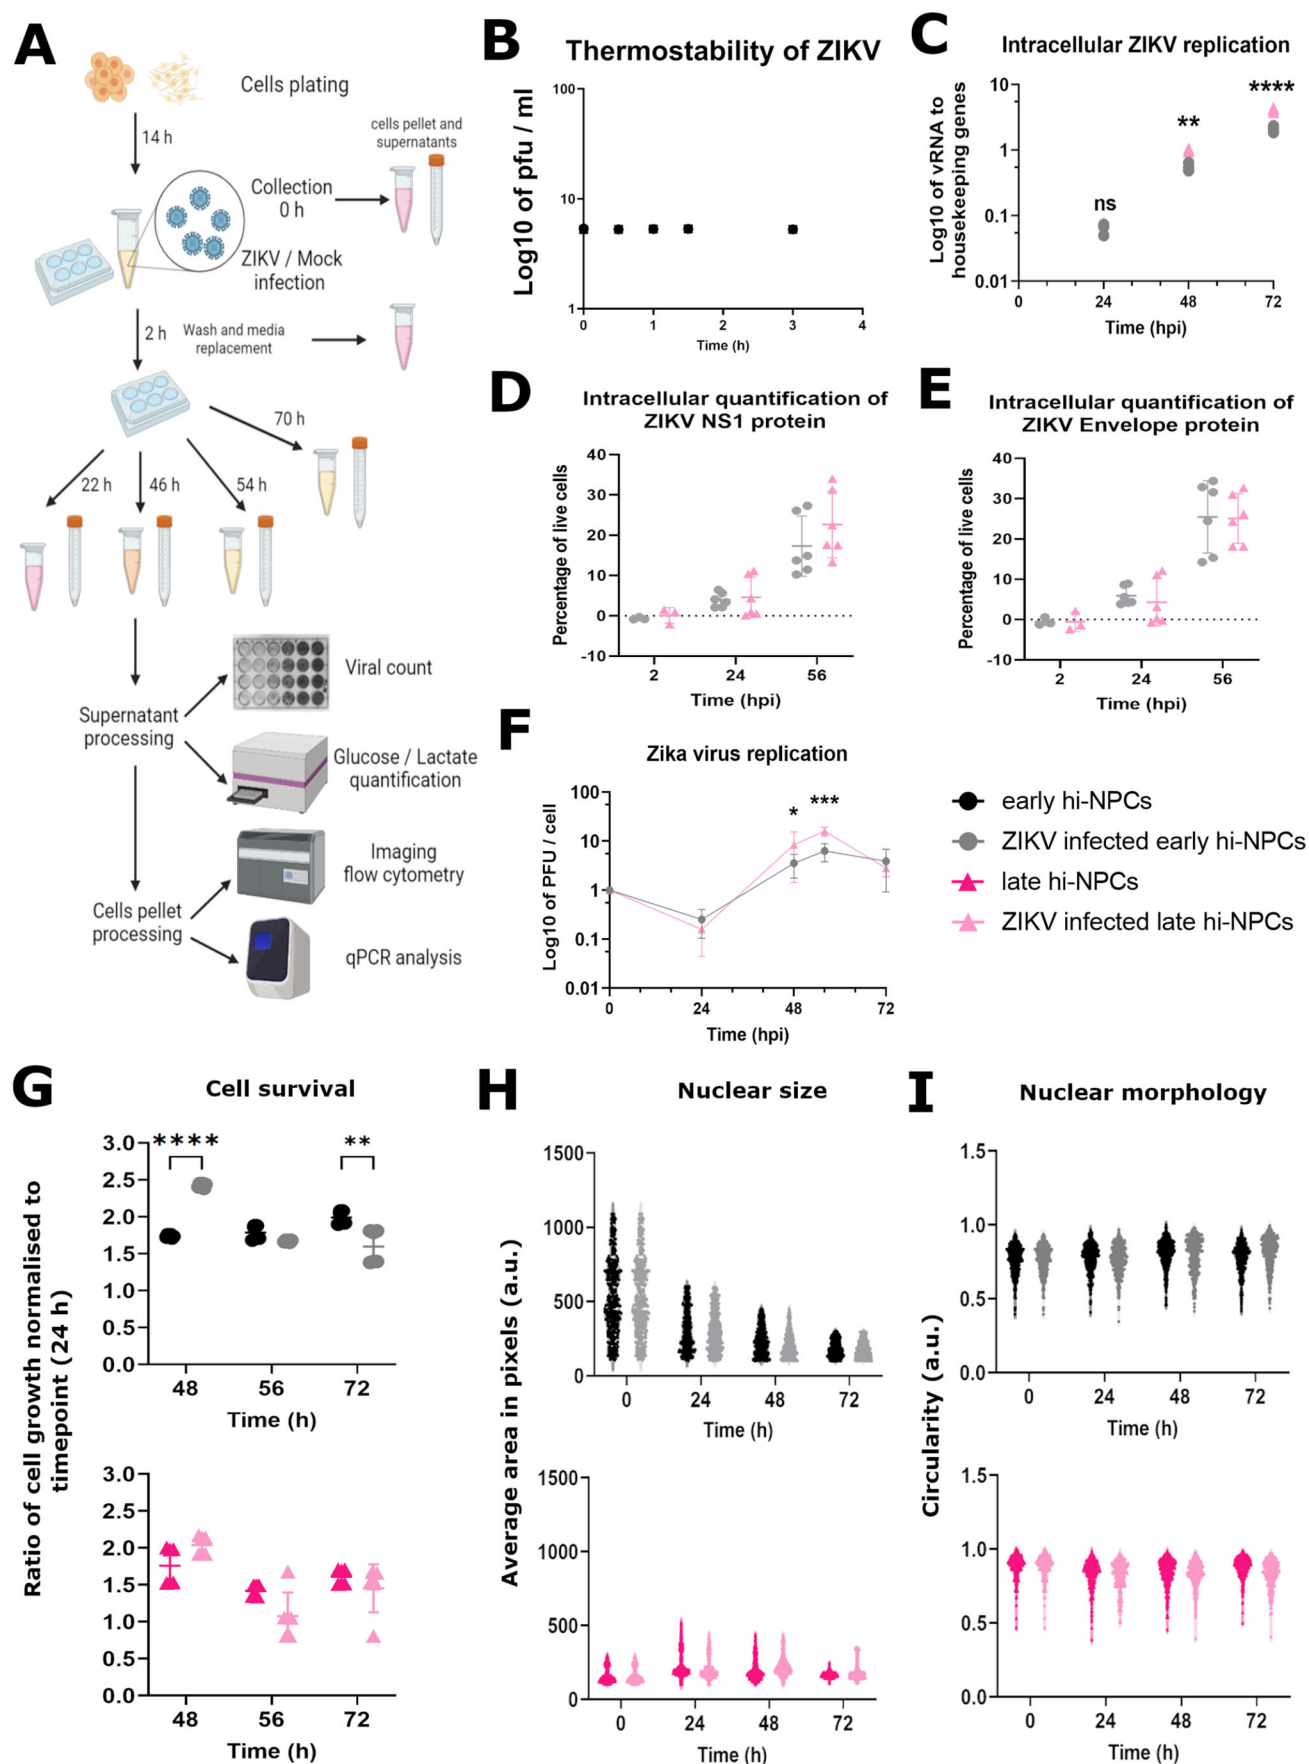 A
Cells plating
14 h
cells pellet and
supernatants
Collection
0 h
ZIKV / Mock
infection
2 h
Wash and media
replacement
70 h
22 h
46 h
54 h
Viral count
Supernatant
processing
Glucose / Lactate
quantification
Imaging
flow cytometry
Cells pellet
processing
qPCR analysis
B
Thermostability of ZIKV
Log10 of pfu / ml
100
10
1
0
1
2
3
4
Time (h)
C
Intracellular ZIKV replication
Log10 of vRNA to
housekeeping genes
10
1
0.1
0.01
ns
**
****
0
24
48
72
Time (hpi)
D
Intracellular quantification of
ZIKV NS1 protein
Percentage of live cells
40
30
20
10
0
-10
2
24
56
Time (hpi)
E
Intracellular quantification of
ZIKV Envelope protein
Percentage of live cells
40
30
20
10
0
-10
2
24
56
Time (hpi)
F
Zika virus replication
Log10 of PFU / cell
100
10
1
0.1
0.01
*
***
0
24
48
72
Time (hpi)
early hi-NPCs
ZIKV infected early hi-NPCs
late hi-NPCs
ZIKV infected late hi-NPCs
G
Cell survival
Ratio of cell growth normalised to
timepoint (24 h)
3.0
2.5
2.0
1.5
1.0
0.5
0.0
****
**
48
56
72
Time (h)
3.0
2.5
2.0
1.5
1.0
0.5
0.0
48
56
72
Time (h)
H
Nuclear size
Average area in pixels (a.u.)
1500
1000
500
0
0
24
48
72
Time (h)
1500
1000
500
0
0
24
48
72
Time (h)
I
Nuclear morphology
Circularity (a.u.)
1.5
1.0
0.5
0.0
0
24
48
72
Time (h)
1.5
1.0
0.5
0.0
0
24
48
72
Time (h)